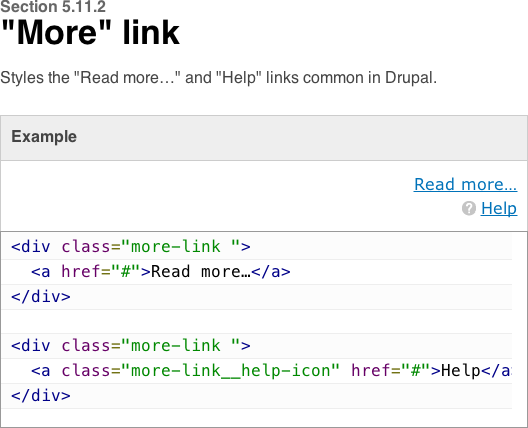 Section 5.11.2
"More" link
Styles the "Read more…" and "Help" links common in Drupal.
Example
Read more…
Help
<div class="more-link ">
  <a href="#">Read more…</a>
</div>
<div class="more-link ">
  <a class="more-link__help-icon" href="#">Help</a>
</div>